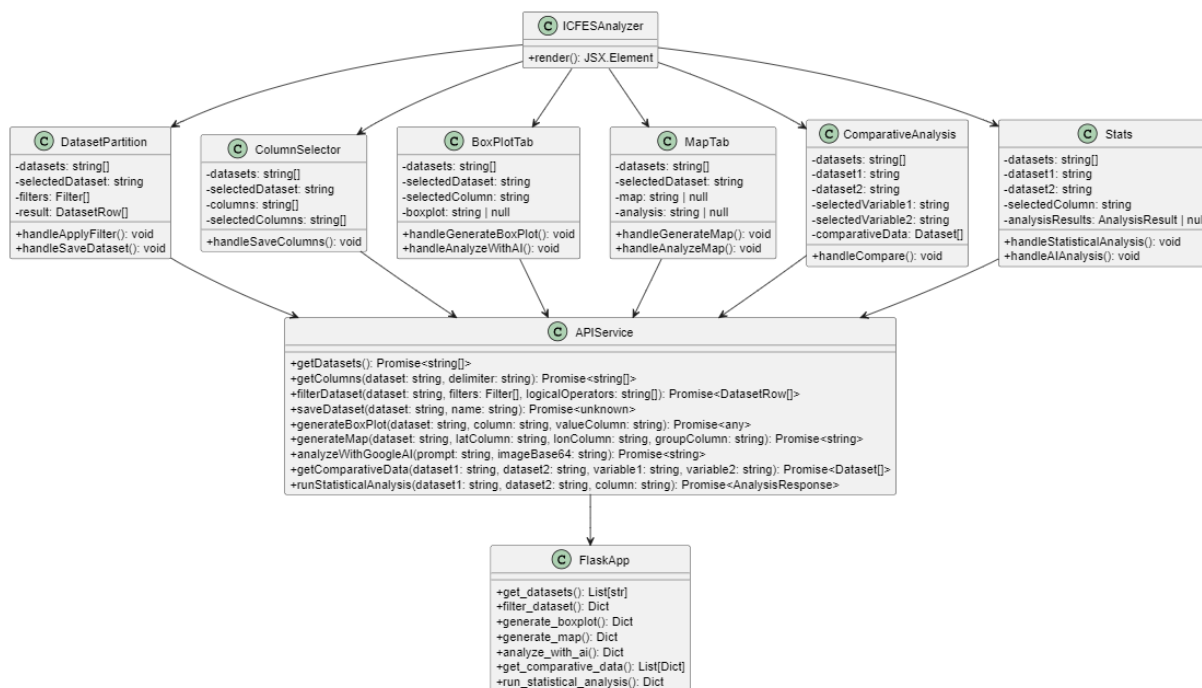 C ICFESAnalyzer
+render(): JSX.Element
C DatasetPartition
-datasets: string[]
-selectedDataset: string
-filters: Filter[]
-result: DatasetRow[]
+handleApplyFilter(): void
+handleSaveDataset(): void
C ColumnSelector
-datasets: string[]
-selectedDataset: string
-columns: string[]
-selectedColumns: string[]
+handleSaveColumns(): void
C BoxPlotTab
-datasets: string[]
-selectedDataset: string
-selectedColumn: string
-boxplot: string | null
+handleGenerateBoxPlot(): void
+handleAnalyzeWithAI(): void
C MapTab
-datasets: string[]
-selectedDataset: string
-map: string | null
-analysis: string | null
+handleGenerateMap(): void
+handleAnalyzeMap(): void
C ComparativeAnalysis
-datasets: string[]
-dataset1: string
-dataset2: string
-selectedVariable1: string
-selectedVariable2: string
-comparativeData: Dataset[]
+handleCompare(): void
C Stats
-datasets: string[]
-dataset1: string
-dataset2: string
-selectedColumn: string
-analysisResults: AnalysisResult | nul
+handleStatisticalAnalysis(): void
+handleAIAnalysis(): void
C APIService
+getDatasets(): Promise<string[]>
+getColumns(dataset: string, delimiter: string): Promise<string[]>
+filterDataset(dataset: string, filters: Filter[], logicalOperators: string[]): Promise<DatasetRow[]>
+saveDataset(dataset: string, name: string): Promise<unknown>
+generateBoxPlot(dataset: string, column: string, valueColumn: string): Promise<any>
+generateMap(dataset: string, latColumn: string, lonColumn: string, groupColumn: string): Promise<string>
+analyzeWithGoogleAI(prompt: string, imageBase64: string): Promise<string>
+getComparativeData(dataset1: string, dataset2: string, variable1: string, variable2: string): Promise<Dataset[]>
+runStatisticalAnalysis(dataset1: string, dataset2: string, column: string): Promise<AnalysisResponse>
C FlaskApp
+get_datasets(): List[str]
+filter_dataset(): Dict
+generate_boxplot(): Dict
+generate_map(): Dict
+analyze_with_ai(): Dict
+get_comparative_data(): List[Dict]
+run_statistical_analysis(): Dict